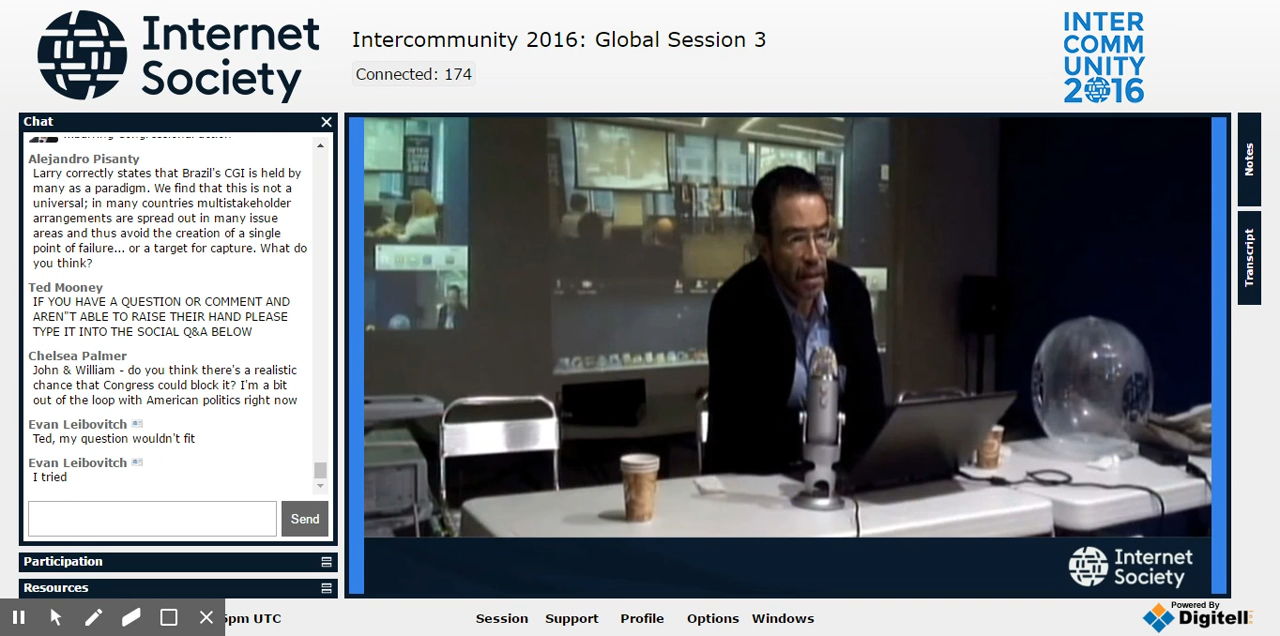 Internet
Society
Intercommunity 2016: Global Session 3
Connected: 174
INTER
COMM
UNITY
2016
Chat
Alejandro Pisanty
Larry correctly states that Brazil's CGI is held by
many as a paradigm. We find that this is not a
universal; in many countries multistakeholder
arrangements are spread out in many issue
areas and thus avoid the creation of a single
point of failure... or a target for capture. What do
you think?
Ted Mooney
IF YOU HAVE A QUESTION OR COMMENT AND
AREN"T ABLE TO RAISE THEIR HAND PLEASE
TYPE IT INTO THE SOCIAL Q&A BELOW
Chelsea Palmer
John & William - do you think there's a realistic
chance that Congress could block it? I'm a bit
out of the loop with American politics right now
Evan Leibovitch
Ted, my question wouldn't fit
Evan Leibovitch
I tried
Send
Participation
Resources
Notes
Transcript
Internet
Society
5pm UTC
Session Support Profile Options Windows
Powered By
Digitell